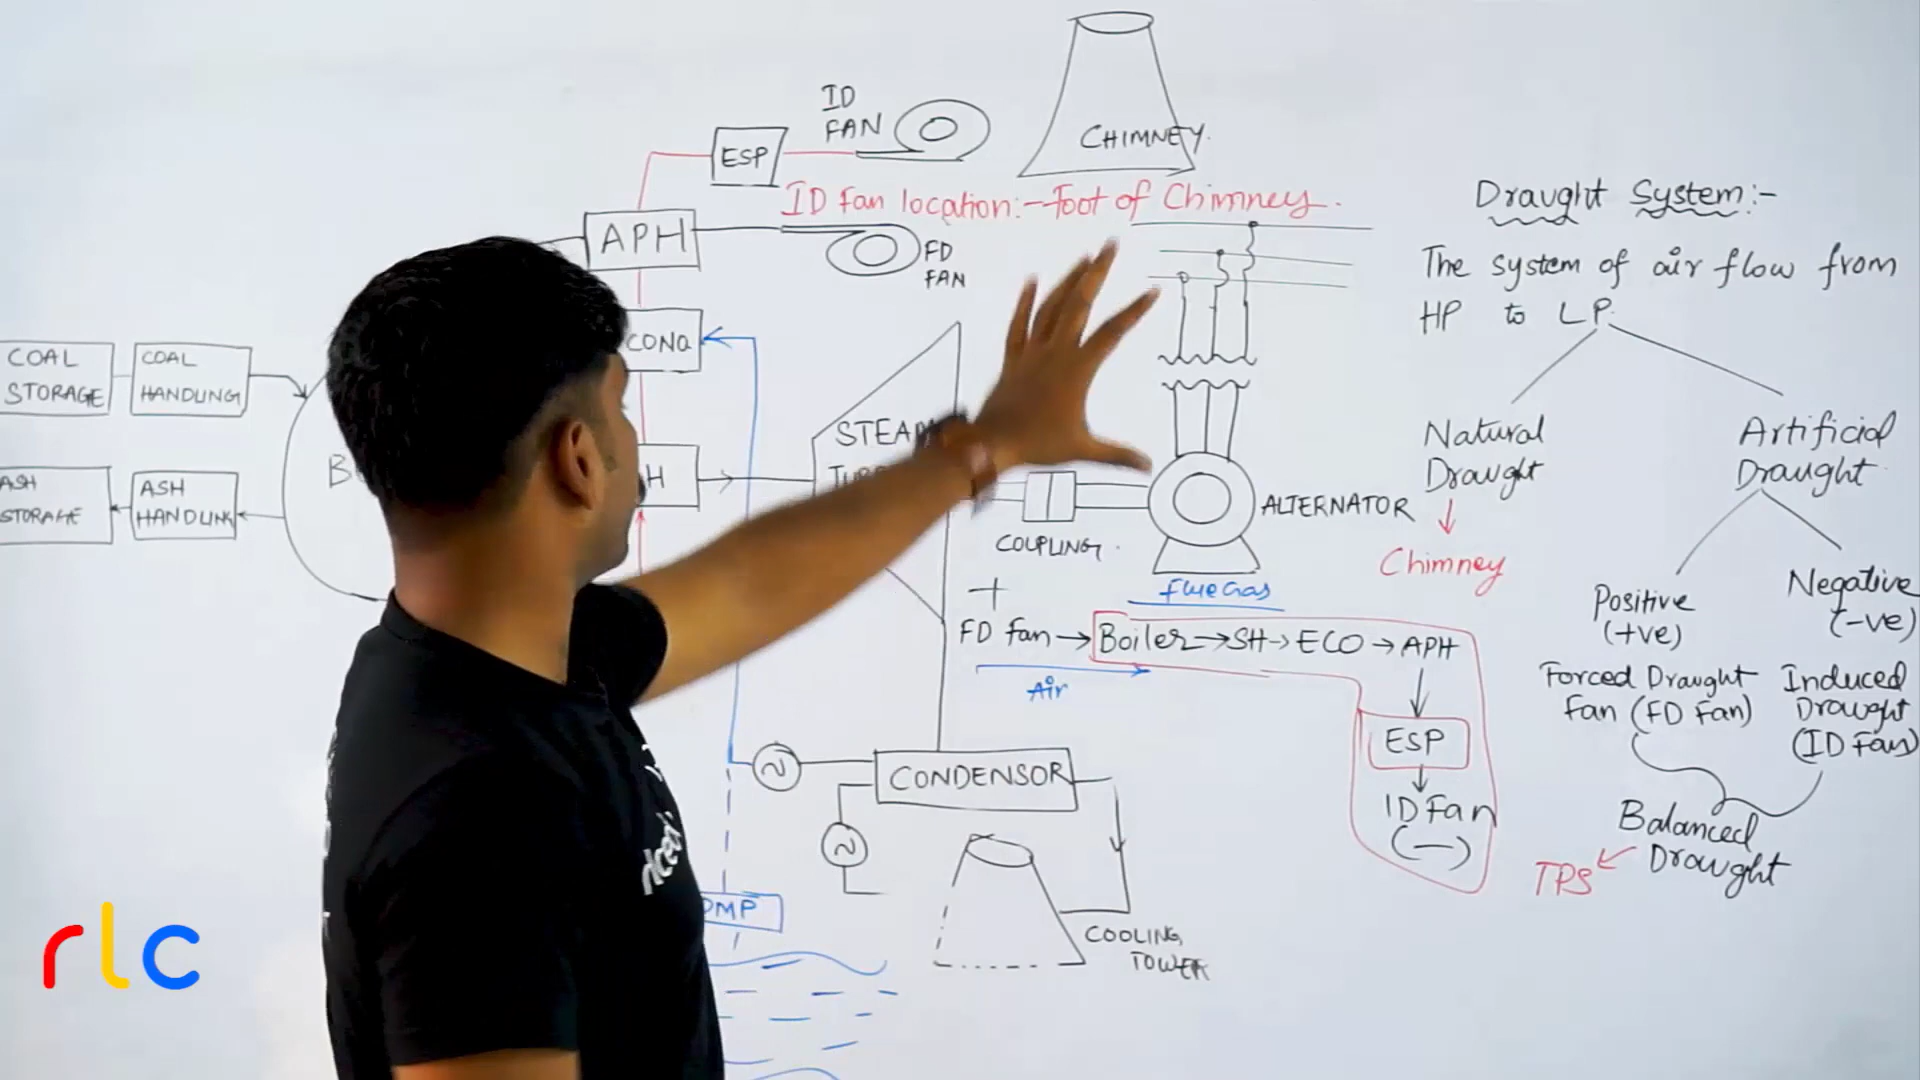 ID
FAN
CHIMNEY.
ESP
ID Fan location:- Foot of Chimney.
APH
FD
FAN
Draught System:-
The system of air flow from
HP to LP.
COAL
STORAGE
COAL
HANDLING
STEAM
Natural
Draught
Artificial
Draught
ASH
STORAGE
ASH
HANDLING
ALTERNATOR
COUPLING
Chimney
Flue Gas
+
FD Fan → Boiler → SH → ECO → APH
Air
ESP
ID Fan
(-)
Positive
(+ve)
Negative
(-ve)
Forced Draught
Fan (FD Fan)
Induced
Draught
(ID Fan)
Balanced
Draught
TPS
CONDENSOR
COOLING
TOWER
rlc